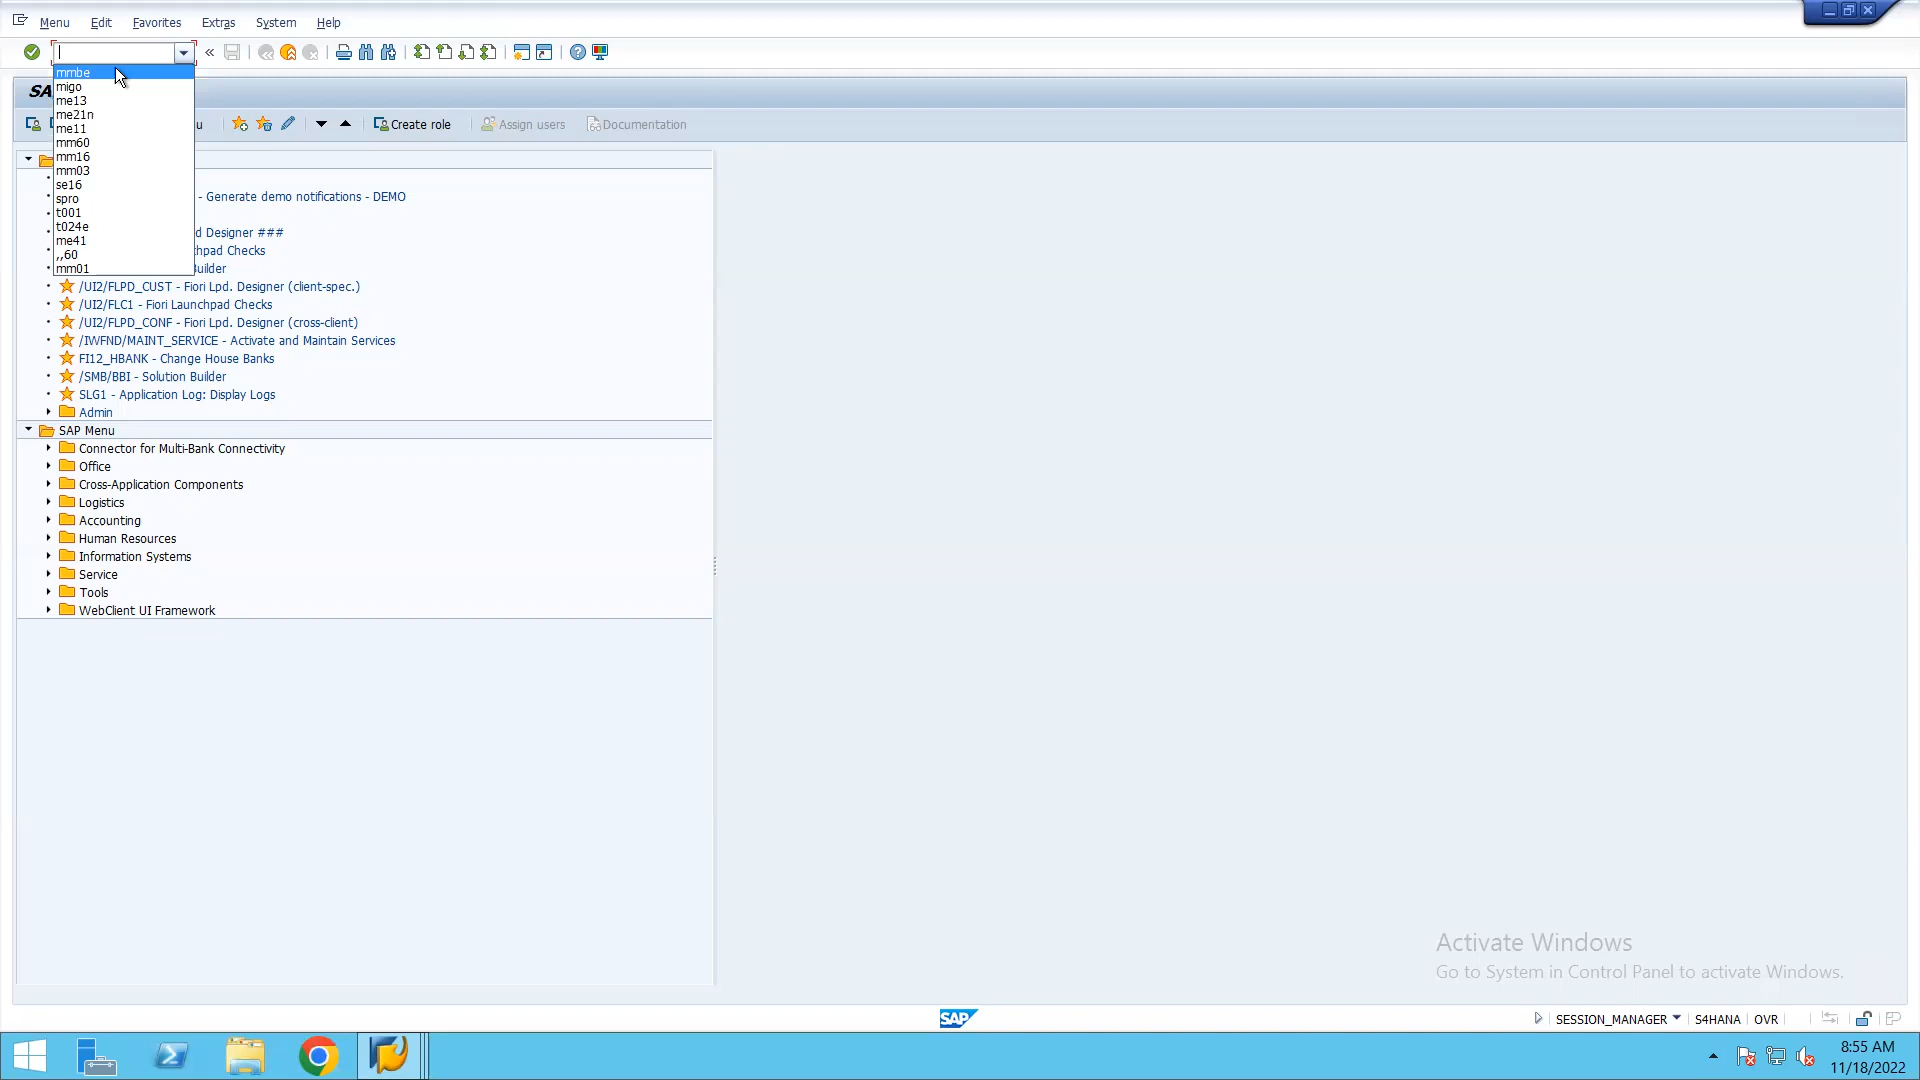 Menu Edit Favorites Extras System Help
mmbe
migo
SA
me13
me21n
u Create role Assign users Documentation
me11
mm60
mm16
mm03
se16
spro - Generate demo notifications - DEMO
t001
t024e d Designer ###
me41 hpad Checks
,,60
mm01 uilder
/UI2/FLPD_CUST - Fiori Lpd. Designer (client-spec.)
/UI2/FLC1 - Fiori Launchpad Checks
/UI2/FLPD_CONF - Fiori Lpd. Designer (cross-client)
/IWFND/MAINT_SERVICE - Activate and Maintain Services
FI12_HBANK - Change House Banks
/SMB/BBI - Solution Builder
SLG1 - Application Log: Display Logs
Admin
SAP Menu
Connector for Multi-Bank Connectivity
Office
Cross-Application Components
Logistics
Accounting
Human Resources
Information Systems
Service
Tools
WebClient UI Framework
Activate Windows
Go to System in Control Panel to activate Windows.
SAP SESSION_MANAGER S4HANA OVR
8:55 AM
11/18/2022